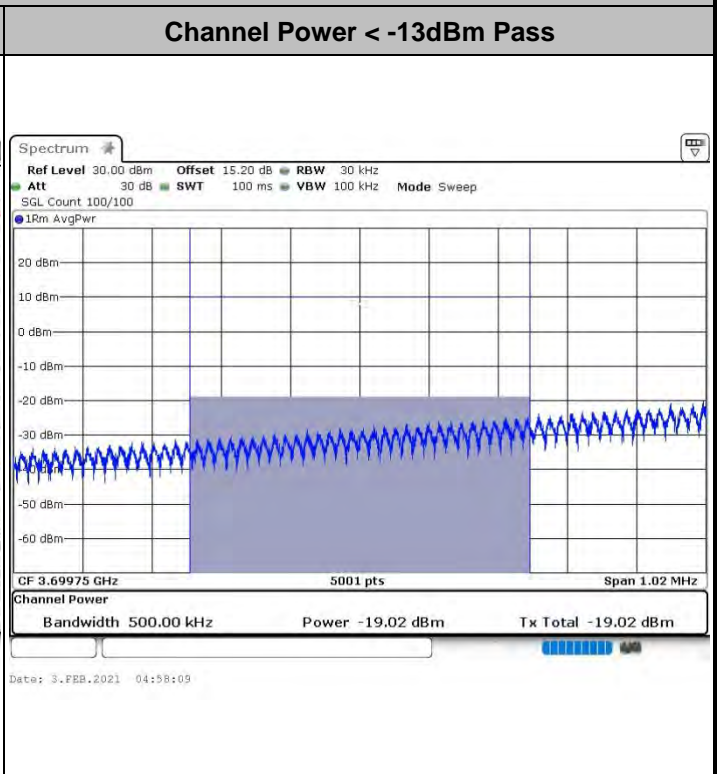 Channel Power < -13dBm Pass
Spectrum
Ref Level 30.00 dBm Offset 15.20 dB RBW 30 kHz
Att 30 dB SWT 100 ms VBW 100 kHz Mode Sweep
SGL Count 100/100
1Rm AvgPwr
20 dBm
10 dBm
0 dBm
-10 dBm
-20 dBm
-30 dBm
-50 dBm
-60 dBm
CF 3.69975 GHz 5001 pts Span 1.02 MHz
Channel Power
Bandwidth 500.00 kHz Power -19.02 dBm Tx Total -19.02 dBm
Date: 3.FEB.2021 04:58:09